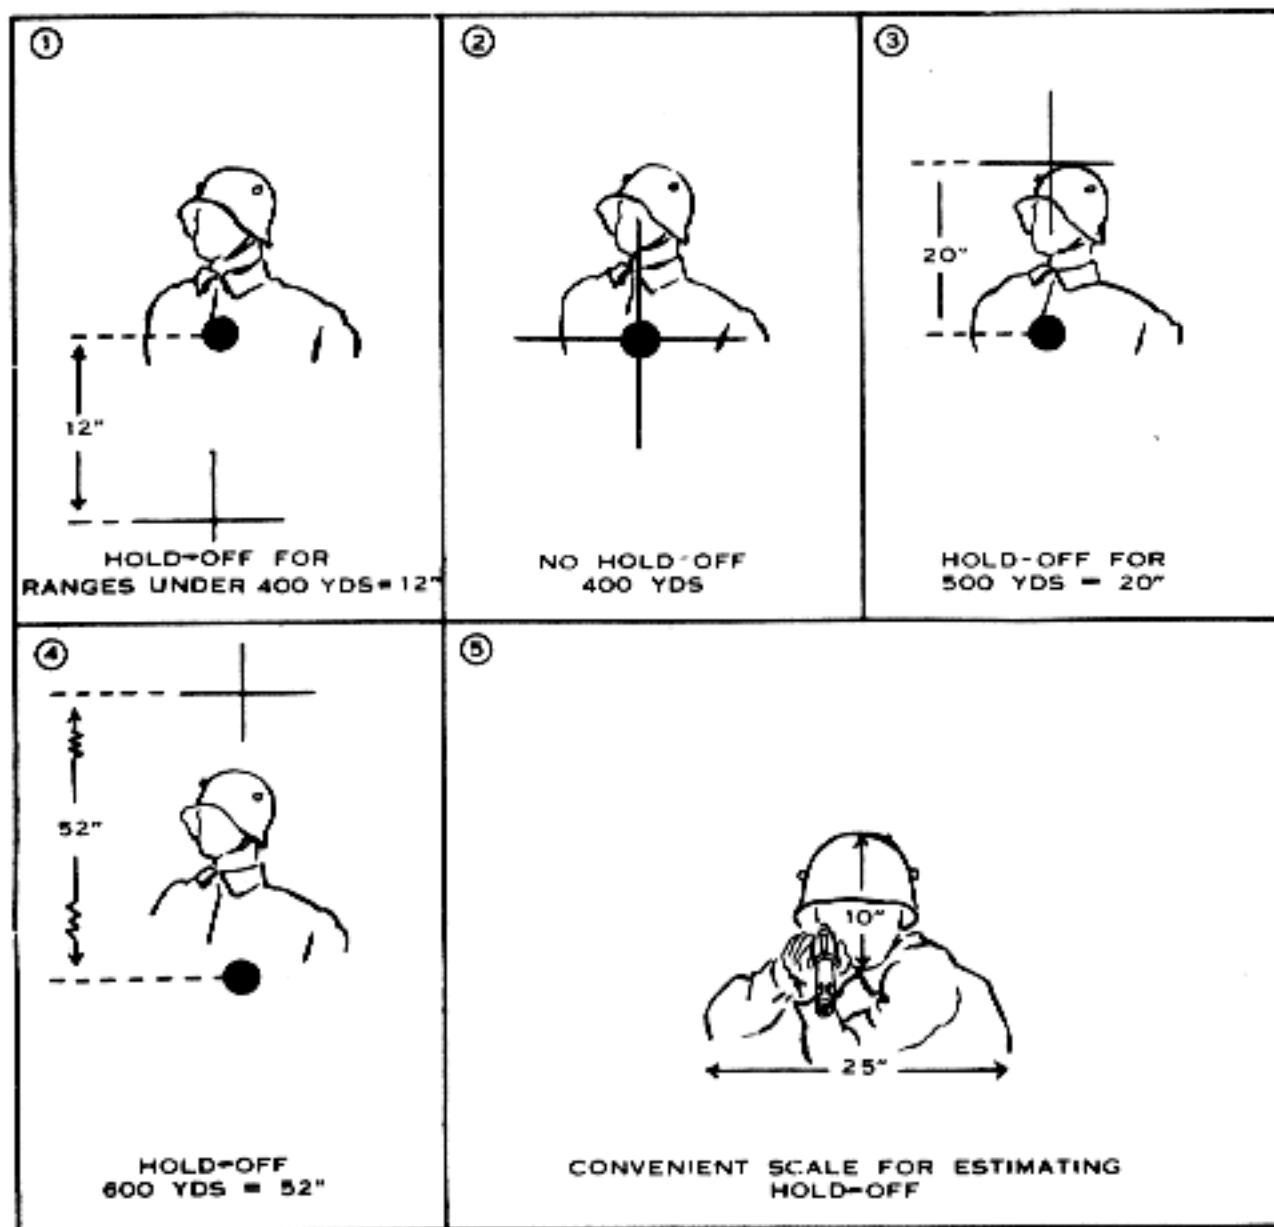 ①
12"
HOLD-OFF FOR
RANGES UNDER 400 YDS = 12"
②
NO HOLD-OFF
400 YDS
③
20"
HOLD-OFF FOR
500 YDS = 20"
④
52"
HOLD-OFF
600 YDS = 52"
⑤
10"
25"
CONVENIENT SCALE FOR ESTIMATING
HOLD-OFF